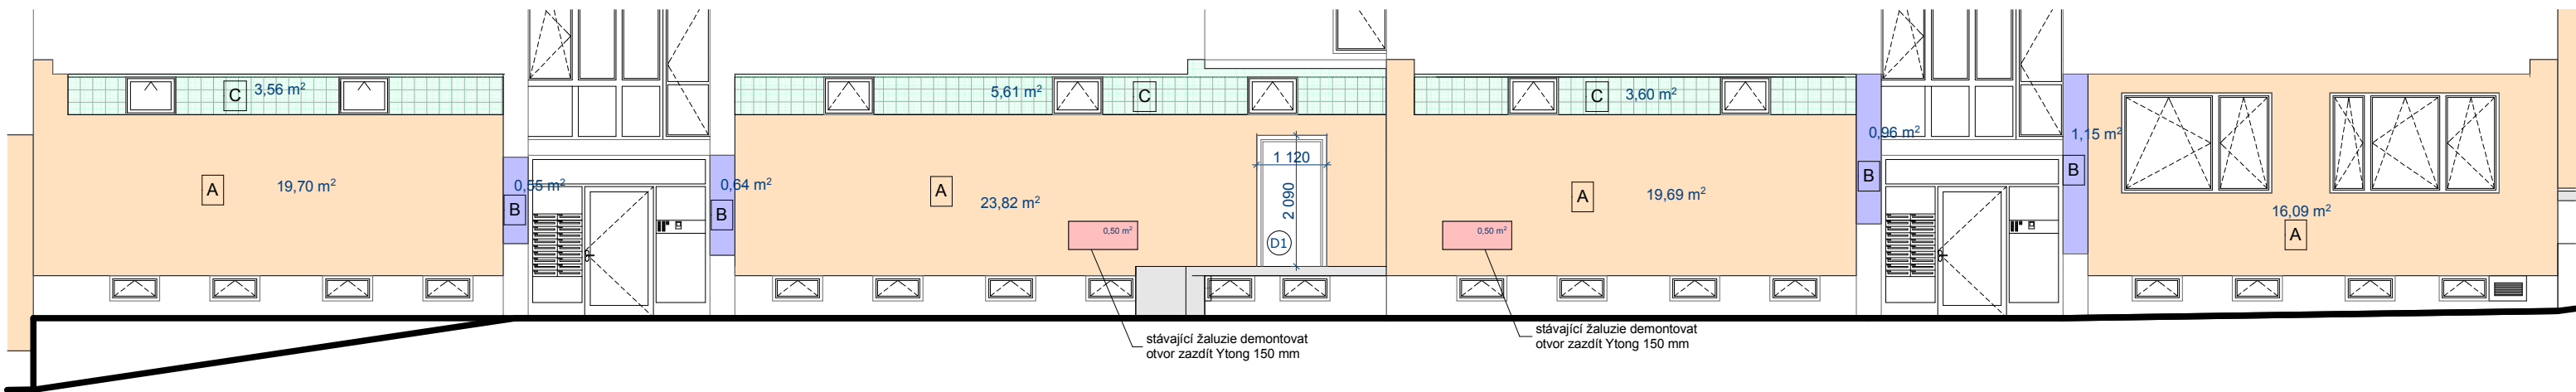 C 3,56 m²
5,61 m² C
C 3,60 m²
0,96 m²
1,15 m²
A 19,70 m²
0,55 m²
B
0,64 m²
B
A
23,82 m²
1 120
2 090
D1
0,50 m²
A 19,69 m²
0,50 m²
B
B
16,09 m²
A
stávající žaluzie demontovat
otvor zazdít Ytong 150 mm
stávající žaluzie demontovat
otvor zazdít Ytong 150 mm